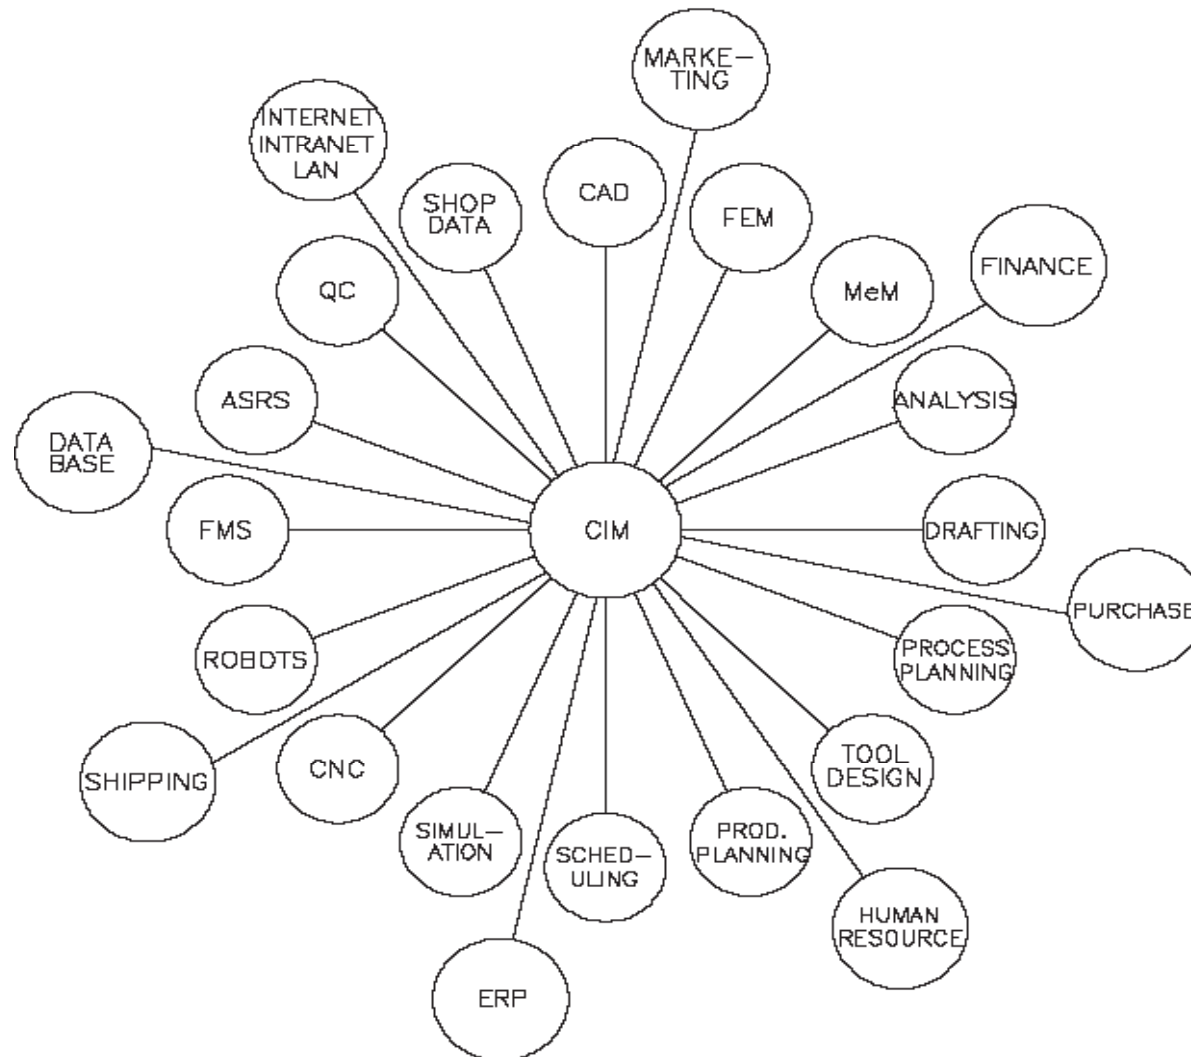 MARKE-
TING
INTERNET
INTRANET
LAN
CAD
SHOP
DATA
FEM
FINANCE
QC
MeM
ASRS
ANALYSIS
DATA
BASE
FMS
CIM
DRAFTING
PURCHASE
ROBOTS
PROCESS
PLANNING
SHIPPING
CNC
TOOL
DESIGN
SIMUL-
ATION
SCHED-
ULING
PROD.
PLANNING
HUMAN
RESOURCE
ERP